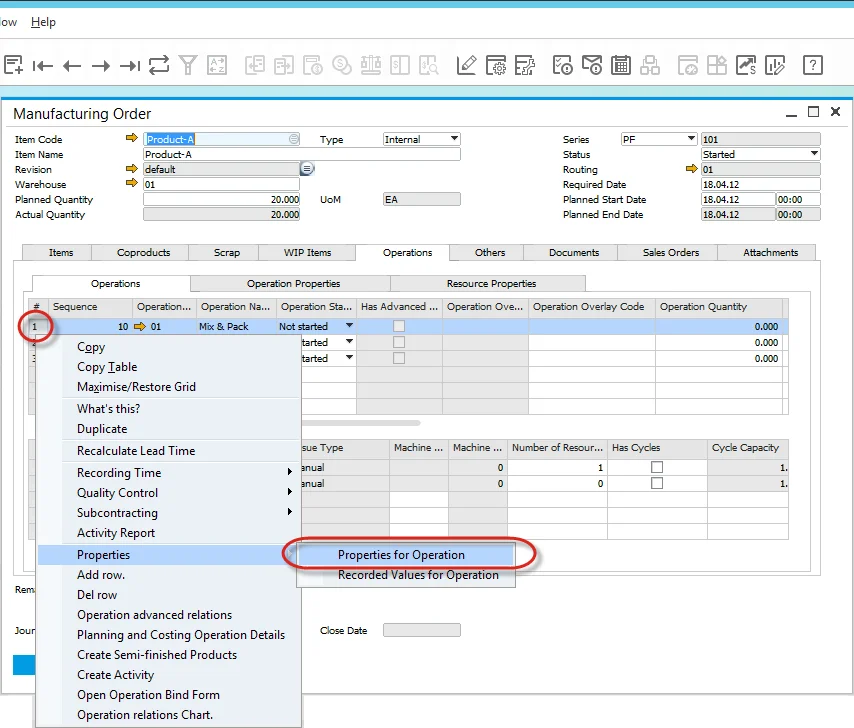 ow Help
Manufacturing Order
Item Code Product-A Type Internal Series PF 101
Item Name Product-A Status Started
Revision default Routing 01
Warehouse 01 Required Date 18.04.12
Planned Quantity 20.000 UoM EA Planned Start Date 18.04.12 00:00
Actual Quantity 20.000 Planned End Date 18.04.12 00:00
Items Coproducts Scrap WIP Items Operations Others Documents Sales Orders Attachments
Operations Operation Properties Resource Properties
# Sequence Operation... Operation Na... Operation Sta... Has Advanced ... Operation Ove... Operation Overlay Code Operation Quantity
1 10 01 Mix & Pack Not started 0.000
2 tarted 0.000
3 tarted 0.000
Copy
Copy Table
Maximise/Restore Grid
What's this?
Duplicate
Recalculate Lead Time
Recording Time
Quality Control
Subcontracting
Activity Report
Properties
Add row.
Del row
Operation advanced relations
Planning and Costing Operation Details
Create Semi-finished Products
Create Activity
Open Operation Bind Form
Operation relations Chart.
sue Type Machine ... Machine ... Number of Resour... Has Cycles Cycle Capacity
anual 0 1 1.
anual 0 0 1.
Properties for Operation
Recorded Values for Operation
Rema
Jour
Close Date